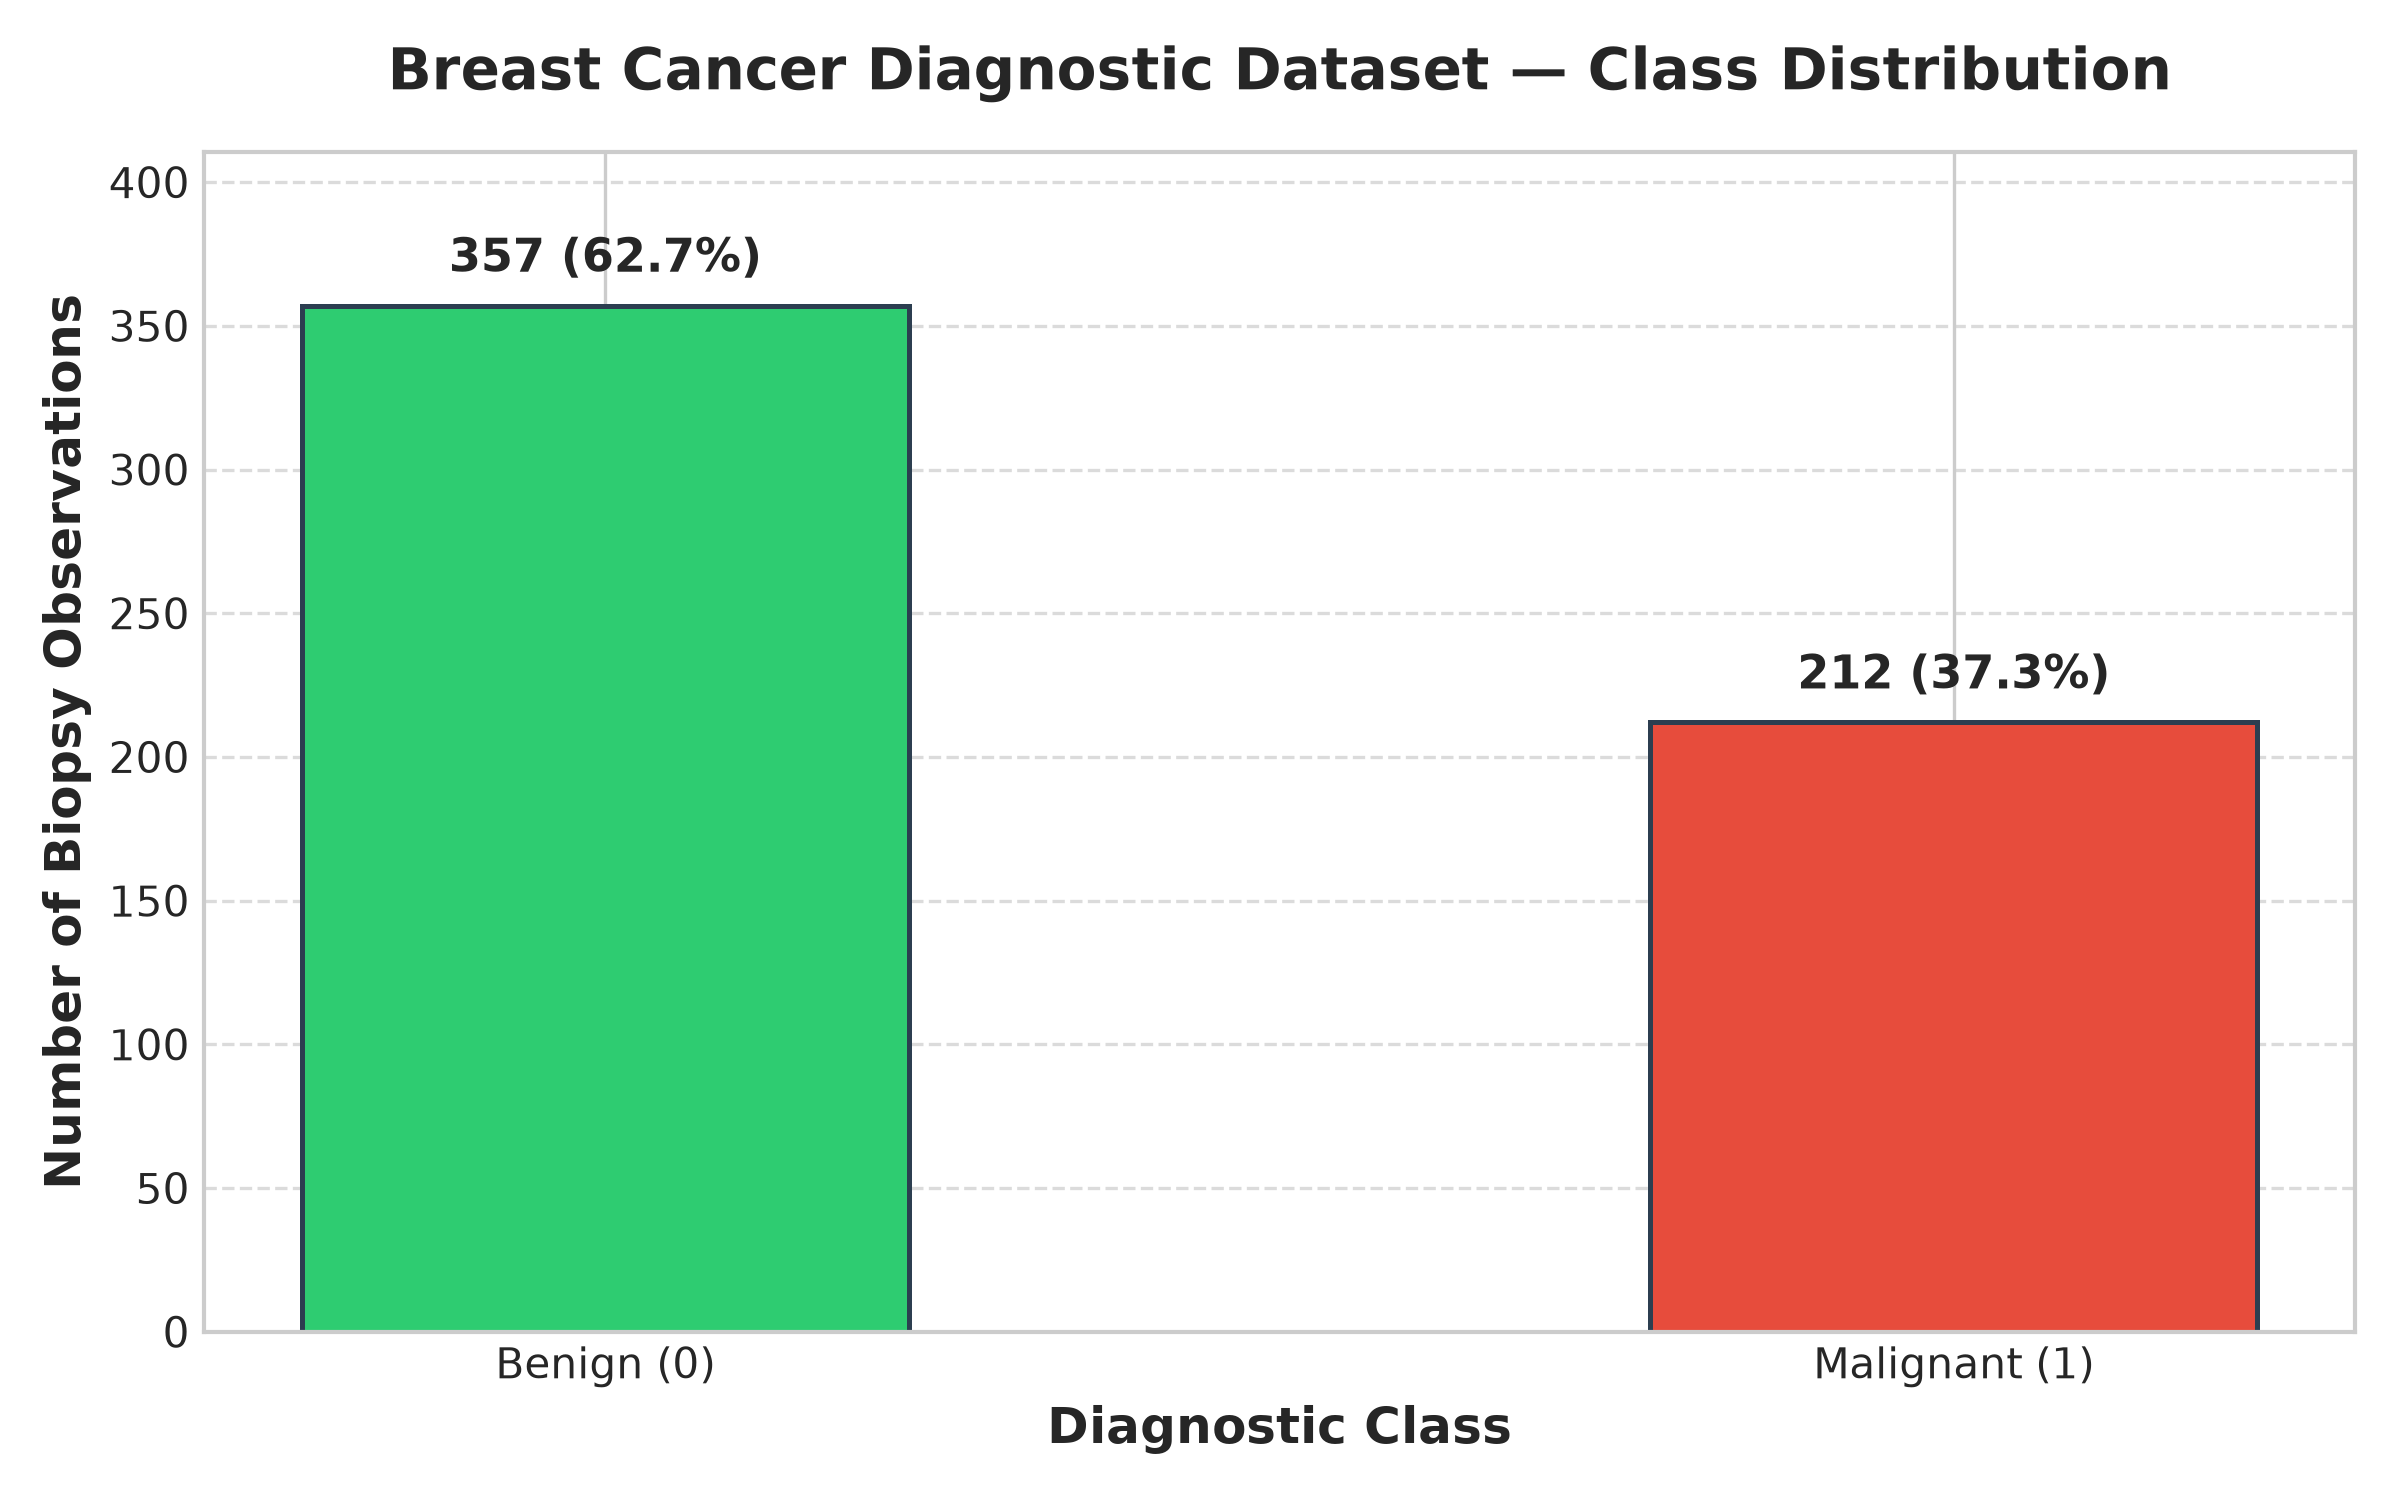 Breast Cancer Diagnostic Dataset — Class Distribution
Number of Biopsy Observations
400
350
300
250
200
150
100
50
0
357 (62.7%)
212 (37.3%)
Benign (0)
Malignant (1)
Diagnostic Class